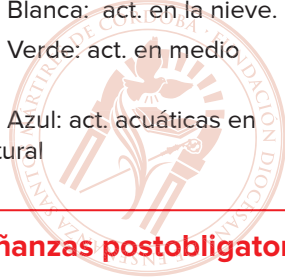 Blanca:  act. en la nieve.
Verde: act. en medio
Azul: act. acuáticas en
tural
ñanzas postobligator